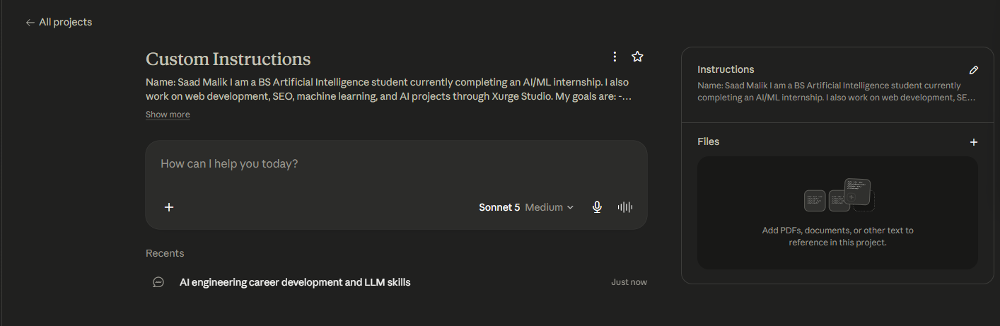 All projects
Custom Instructions
Name: Saad Malik I am a BS Artificial Intelligence student currently completing an AI/ML internship. I also
work on web development, SEO, machine learning, and AI projects through Xurge Studio. My goals are: -...
Show more
How can I help you today?
Sonnet 5 Medium
Recents
AI engineering career development and LLM skills
Just now
Instructions
Name: Saad Malik I am a BS Artificial Intelligence student currently
completing an AI/ML internship. I also work on web development, SE...
Files
Add PDFs, documents, or other text to
reference in this project.